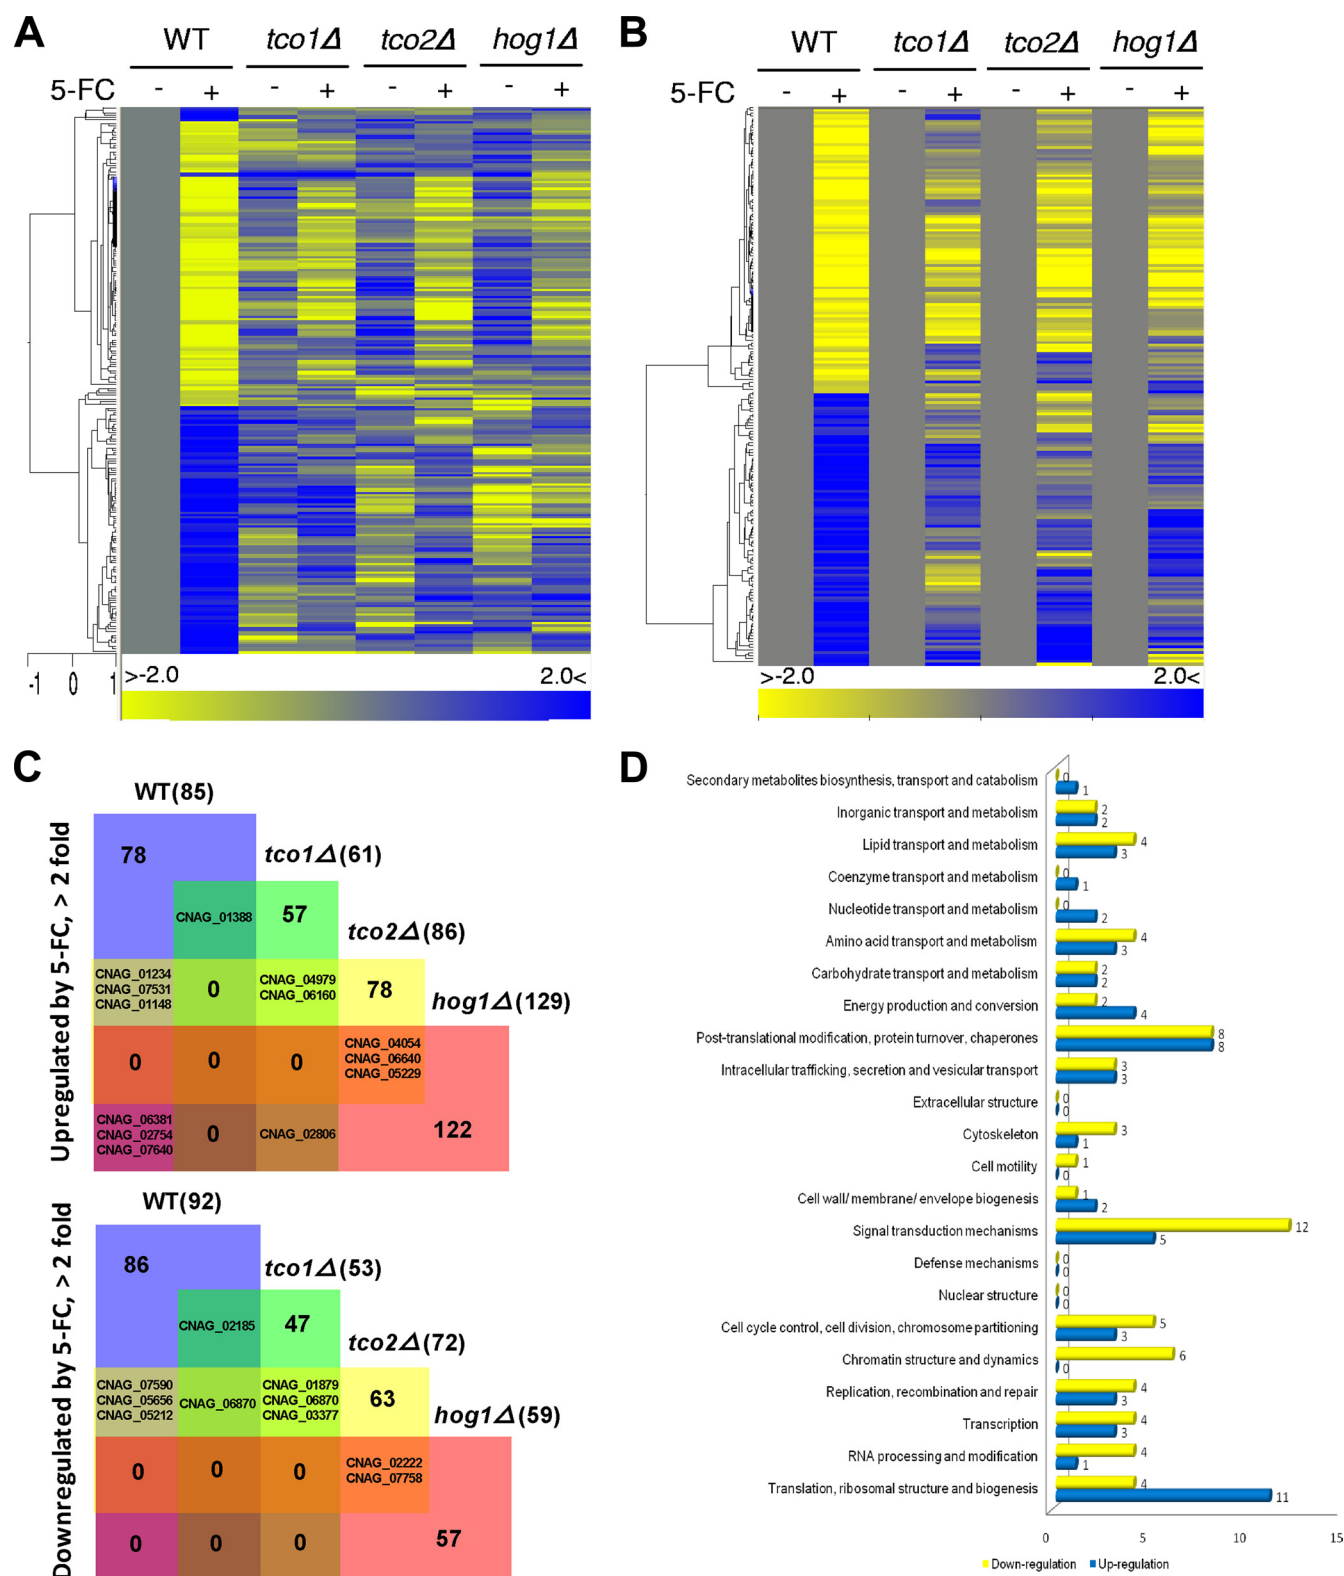 A
WT tco1Δ tco2Δ hog1Δ
5-FC - + - + - + - +
>-2.0 2.0<
-1 0 1
B
WT tco1Δ tco2Δ hog1Δ
5-FC - + - + - + - +
>-2.0 2.0<
C
Upregulated by 5-FC, > 2 fold
WT(85)
78
tco1Δ(61)
CNAG_01388 57
tco2Δ(86)
CNAG_01234
CNAG_07531
CNAG_01148
0
CNAG_04979
CNAG_06160
78
hog1Δ(129)
0 0 0
CNAG_04054
CNAG_06640
CNAG_05229
CNAG_06381
CNAG_02754
CNAG_07640
0
CNAG_02806
122
Downregulated by 5-FC, > 2 fold
WT(92)
86
tco1Δ(53)
CNAG_02185 47
tco2Δ(72)
CNAG_07590
CNAG_05656
CNAG_05212
CNAG_06870
CNAG_01879
CNAG_06870
CNAG_03377
63
hog1Δ(59)
0 0 0
CNAG_02222
CNAG_07758
0 0 0
57
D
Secondary metabolites biosynthesis, transport and catabolism 0 1
Inorganic transport and metabolism 2 2
Lipid transport and metabolism 4 3
Coenzyme transport and metabolism 0 1
Nucleotide transport and metabolism 0 2
Amino acid transport and metabolism 4 3
Carbohydrate transport and metabolism 2 2
Energy production and conversion 2 4
Post-translational modification, protein turnover, chaperones 8 8
Intracellular trafficking, secretion and vesicular transport 3 3
Extracellular structure 0 0
Cytoskeleton 3 1
Cell motility 1 0
Cell wall/ membrane/ envelope biogenesis 1 2
Signal transduction mechanisms 12 5
Defense mechanisms 0 0
Nuclear structure 0 0
Cell cycle control, cell division, chromosome partitioning 5 3
Chromatin structure and dynamics 6 0
Replication, recombination and repair 4 3
Transcription 4 3
RNA processing and modification 4 1
Translation, ribosomal structure and biogenesis 4 11
0 5 10 15
Down-regulation Up-regulation